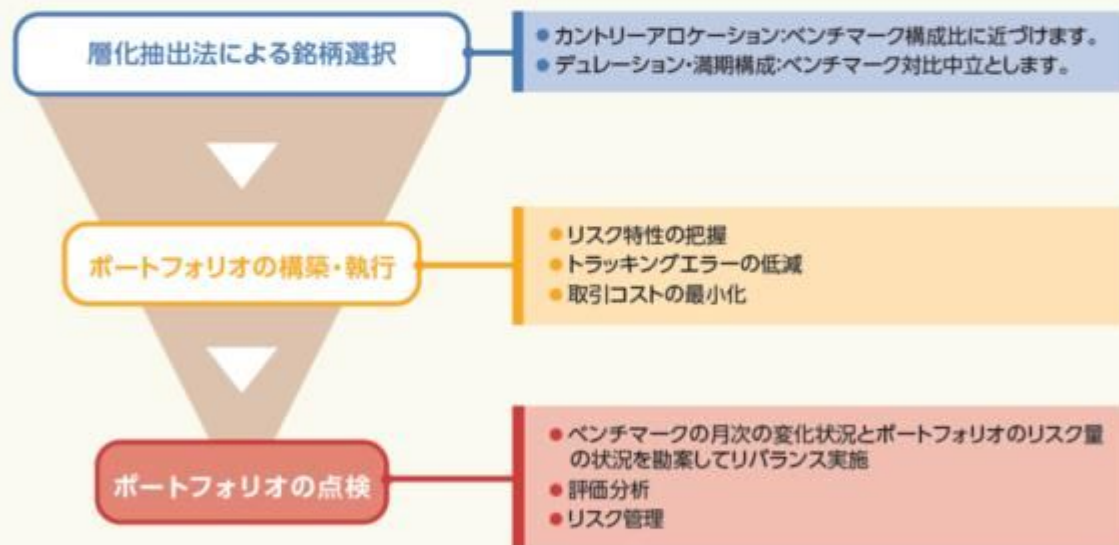 層化抽出法による銘柄選択
●カントリーアロケーション:ベンチマーク構成比に近づけます。
●デュレーション・満期構成:ベンチマーク対比中立とします。
ポートフォリオの構築・執行
●リスク特性の把握
●トラッキングエラーの低減
●取引コストの最小化
ポートフォリオの点検
●ベンチマークの月次の変化状況とポートフォリオのリスク量
の状況を勘案してリバランス実施
●評価分析
●リスク管理